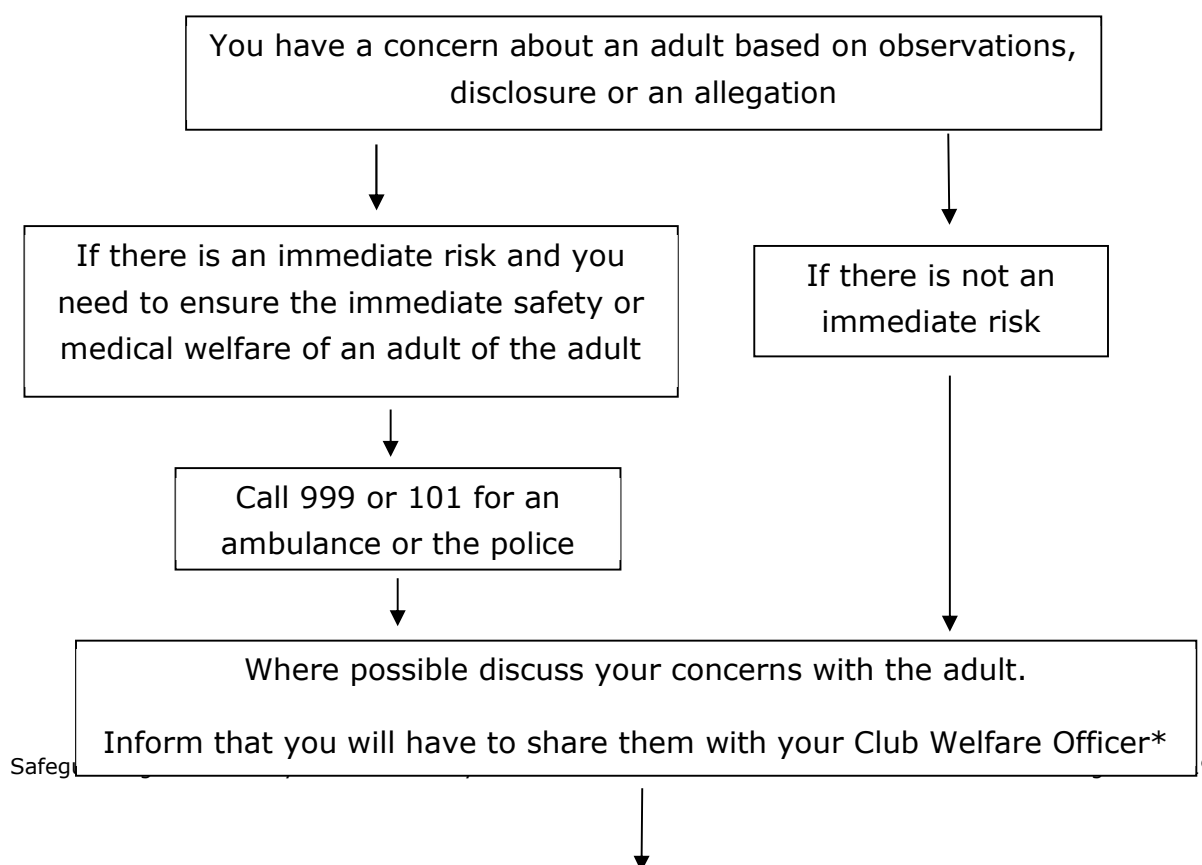 You have a concern about an adult based on observations,
disclosure or an allegation
If there is an immediate risk and you
need to ensure the immediate safety or
medical welfare of an adult of the adult
If there is not an
immediate risk
Call 999 or 101 for an
ambulance or the police
Where possible discuss your concerns with the adult.
Inform that you will have to share them with your Club Welfare Officer*